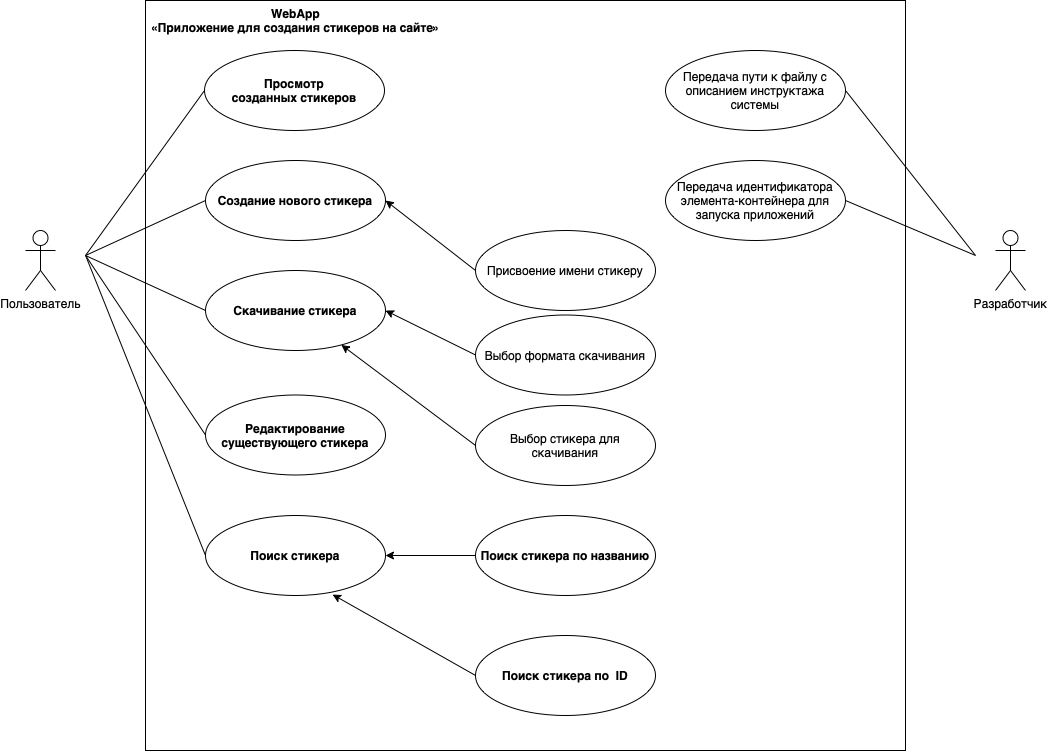 WebApp
«Приложение для создания стикеров на сайте»
Просмотр
созданных стикеров
Передача пути к файлу с
описанием инструктажа
системы
Создание нового стикера
Передача идентификатора
элемента-контейнера для
запуска приложений
Присвоение имени стикеру
Пользователь
Разработчик
Скачивание стикера
Выбор формата скачивания
Редактирование
существующего стикера
Выбор стикера для
скачивания
Поиск стикера
Поиск стикера по названию
Поиск стикера по ID